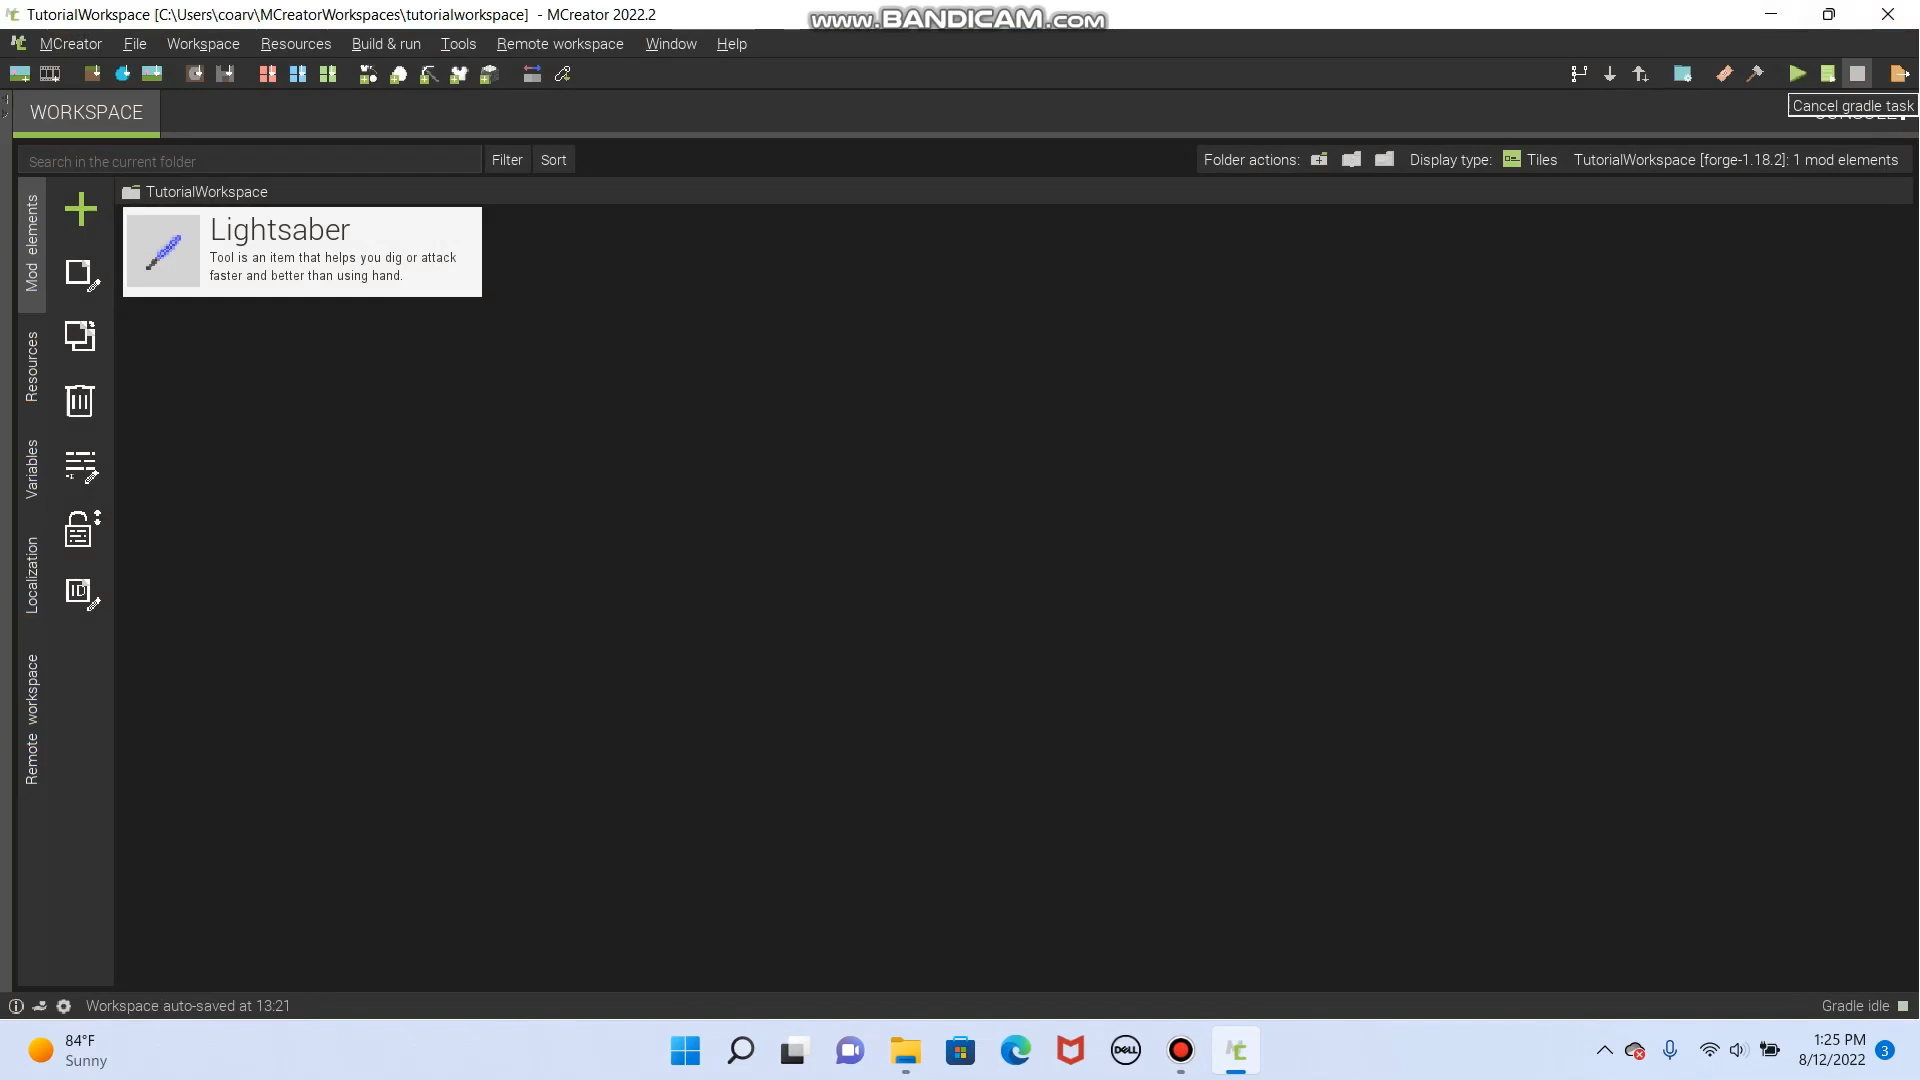 TutorialWorkspace [C:\Users\coarv\MCreatorWorkspaces\tutorialworkspace] - MCreator 2022.2
www.BANDICAM.com
MCreator File Workspace Resources Build & run Tools Remote workspace Window Help
WORKSPACE
Cancel gradle task
Search in the current folder
Filter
Sort
Folder actions:
Display type:
Tiles
TutorialWorkspace [forge-1.18.2]: 1 mod elements
TutorialWorkspace
Lightsaber
Tool is an item that helps you dig or attack
faster and better than using hand.
Mod elements
Resources
Variables
Localization
Remote workspace
ID
Workspace auto-saved at 13:21
Gradle idle
84°F
Sunny
DELL
1:25 PM
8/12/2022
3